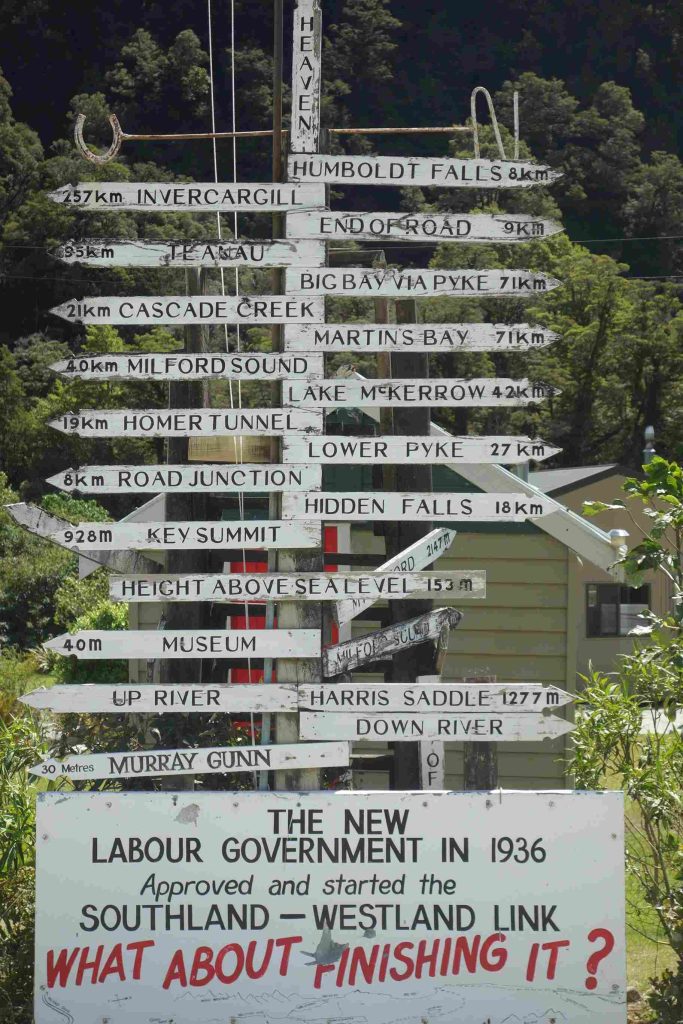 HEAVEN
HUMBOLDT FALLS 8KM
257KM INVERCARGILL
END OF ROAD 9KM
95KM TE ANAU
BIG BAY VIA PYKE 71KM
21KM CASCADE CREEK
MARTINS BAY 71KM
40KM MILFORD SOUND
LAKE McKERROW 42KM
19KM HOMER TUNNEL
LOWER PYKE 27KM
8KM ROAD JUNCTION
HIDDEN FALLS 18KM
928M KEY SUMMIT
2147M
HEIGHT ABOVE SEA LEVEL 153M
40M MUSEUM
MILFORD SOUND
UP RIVER
HARRIS SADDLE 1277M
DOWN RIVER
30 Metres MURRAY GUNN
OF
THE NEW
LABOUR GOVERNMENT IN 1936
Approved and started the
SOUTHLAND — WESTLAND LINK
WHAT ABOUT FINISHING IT ?